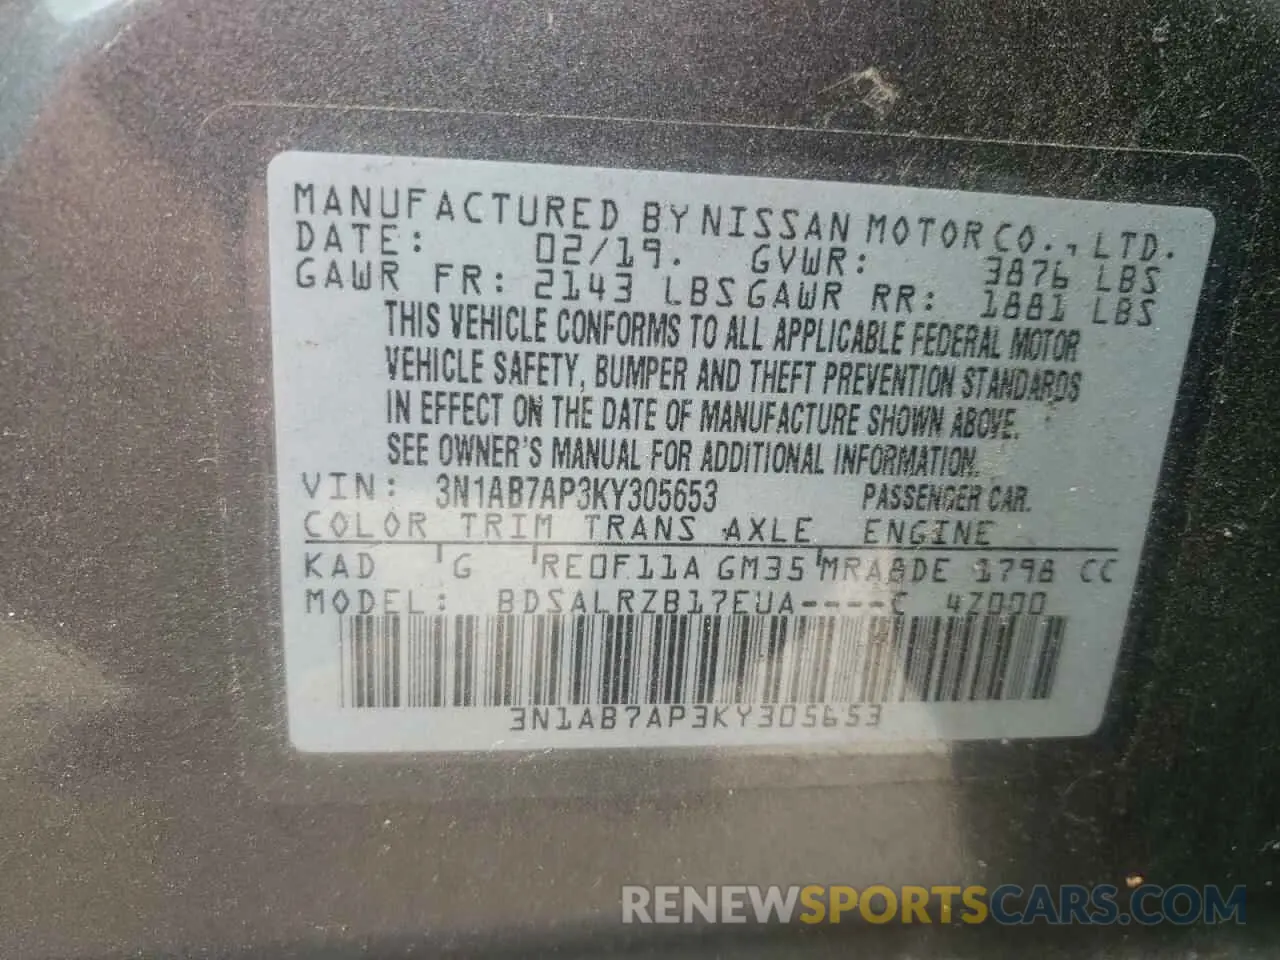 MANUFACTURED BY NISSAN MOTOR CO., LTD.
DATE: 02/19. GVWR: 3876 LBS
GAWR FR: 2143 LBS GAWR RR: 1881 LBS
THIS VEHICLE CONFORMS TO ALL APPLICABLE FEDERAL MOTOR
VEHICLE SAFETY, BUMPER AND THEFT PREVENTION STANDARDS
IN EFFECT ON THE DATE OF MANUFACTURE SHOWN ABOVE.
SEE OWNER'S MANUAL FOR ADDITIONAL INFORMATION.
VIN: 3N1AB7AP3KY305653 PASSENGER CAR.
COLOR TRIM TRANS AXLE ENGINE
KAD G RE0F11A GM35 MRA8DE 1798 CC
MODEL: BDSALRZB17EUA----C 4Z000
3N1AB7AP3KY305653
RENEWSPORTSCARS.COM